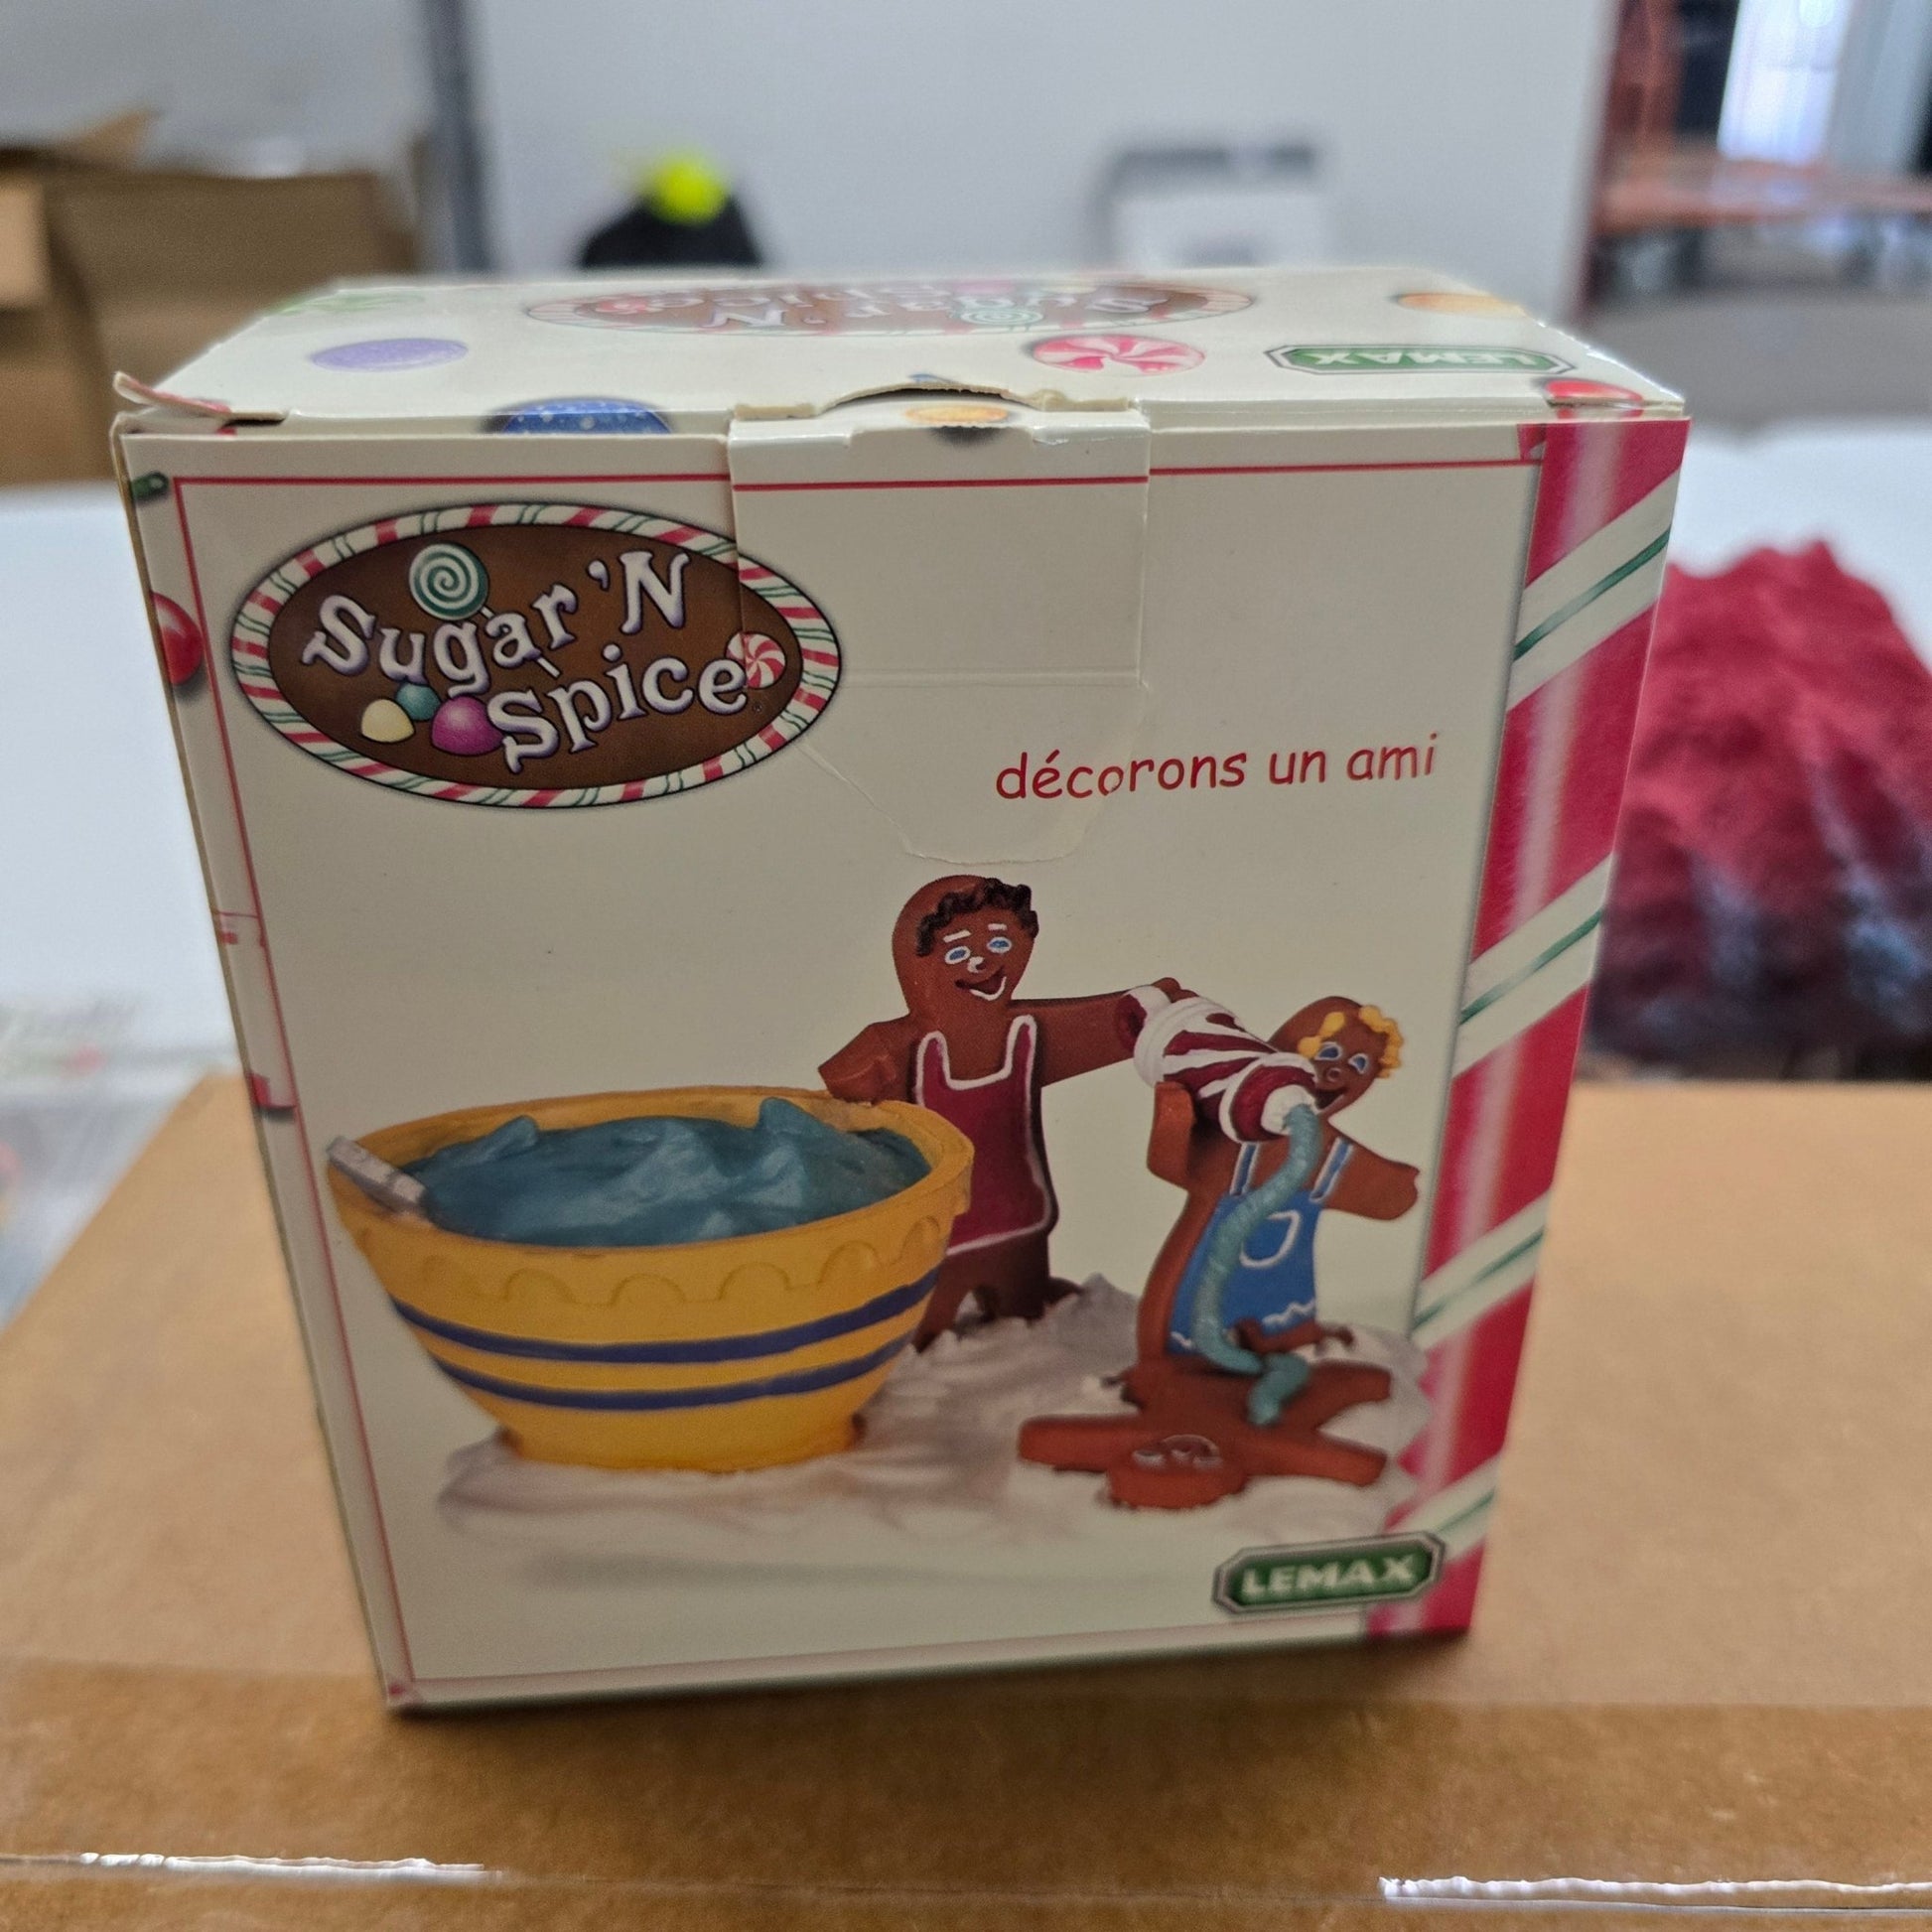 Sugar 'N
Spice
LEMAX
Sugar 'N
Spice
décorons un ami
LEMAX